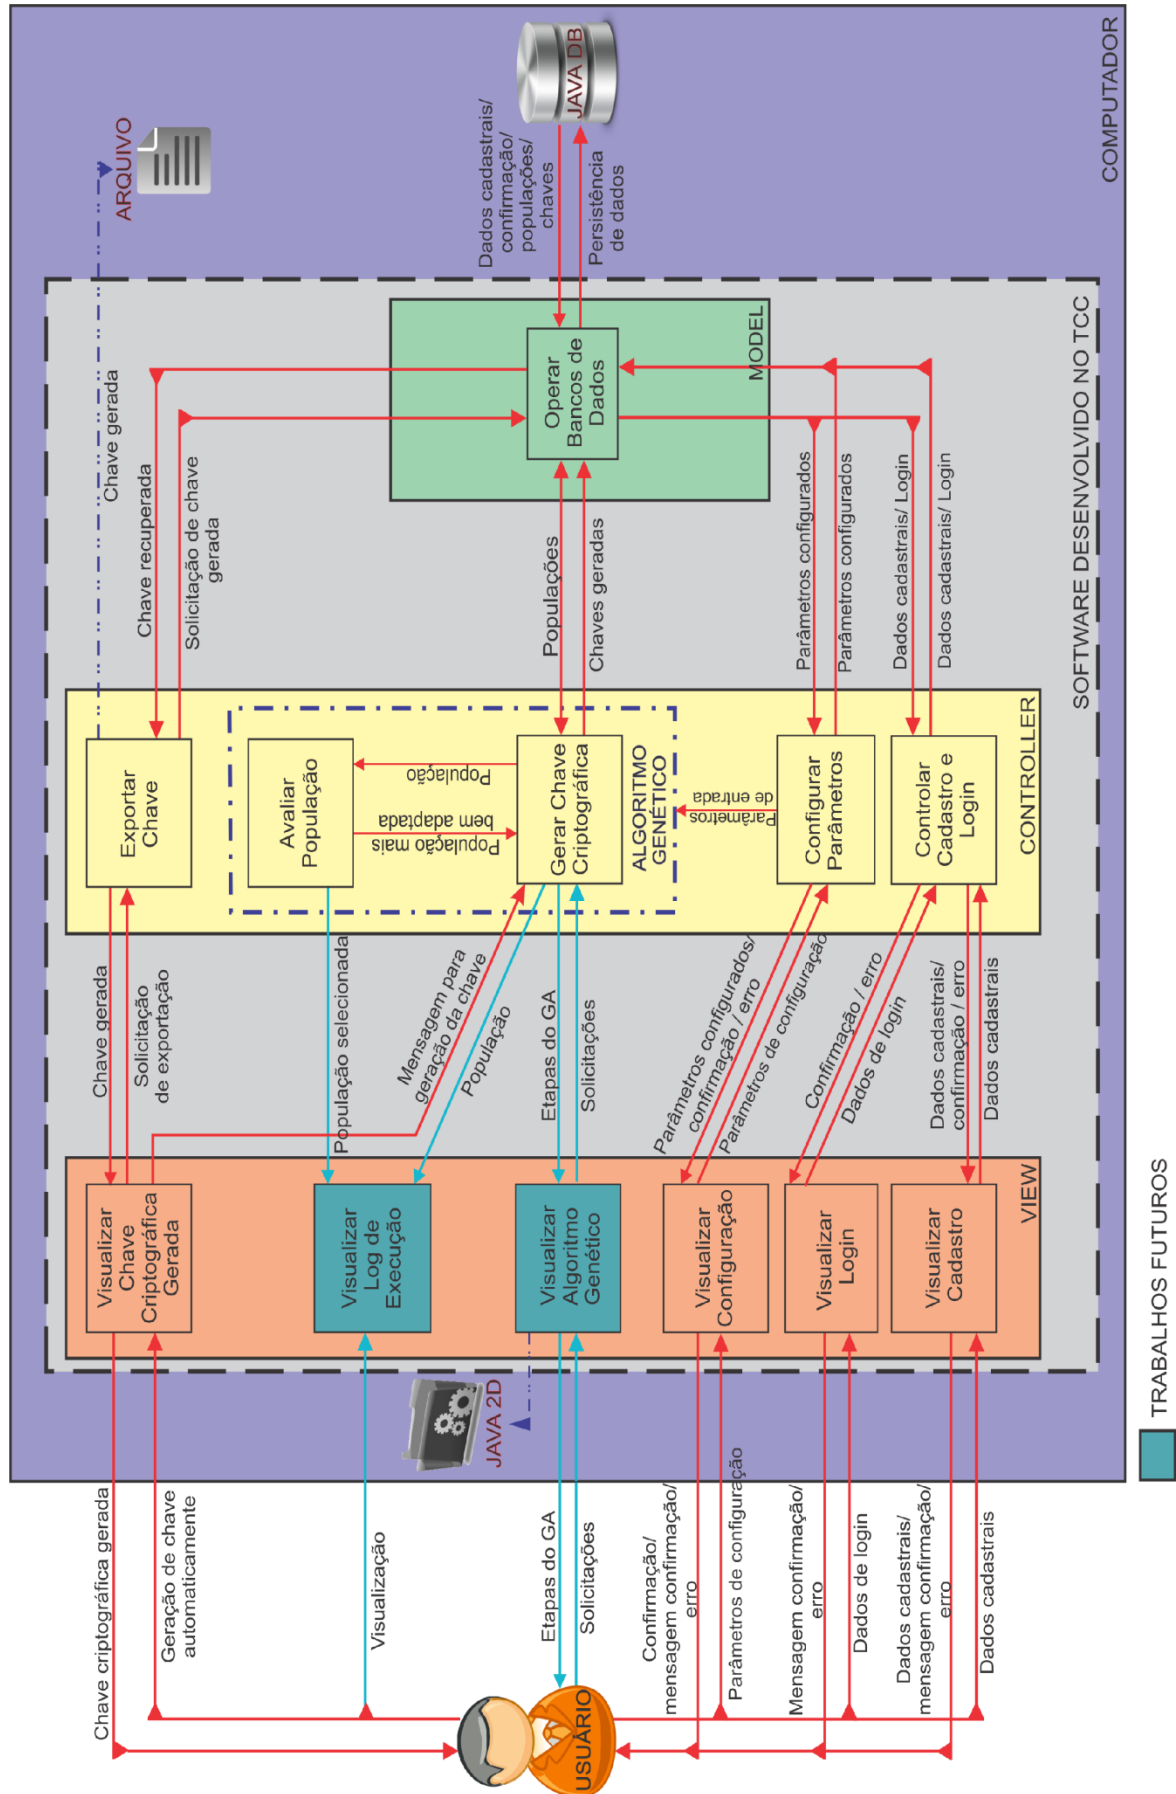 Chave criptográfica gerada
Geração de chave
automaticamente
Visualização
Etapas do GA
Solicitações
Confirmação/
mensagem confirmação/
erro
Parâmetros de configuração
Mensagem confirmação/
erro
Dados de login
Dados cadastrais/
mensagem confirmação/
erro
Dados cadastrais
USUÁRIO
JAVA 2D
Visualizar
Chave
Criptográfica
Gerada
Visualizar
Log de
Execução
Visualizar
Algoritmo
Genético
Visualizar
Configuração
Visualizar
Login
Visualizar
Cadastro
VIEW
Chave gerada
Solicitação
de exportação
População selecionada
Mensagem para
geração da chave
População
Etapas do GA
Solicitações
Parâmetros configurados/
confirmação / erro
Parâmetros de configuração
Confirmação / erro
Dados de login
Dados cadastrais/
confirmação / erro
Dados cadastrais
Exportar
Chave
Avaliar
População
População mais
bem adaptada
População
Gerar Chave
Criptográfica
ALGORITMO
GENÉTICO
Parâmetros
de entrada
Configurar
Parâmetros
Controlar
Cadastro e
Login
CONTROLLER
Chave gerada
Chave recuperada
Solicitação de chave
gerada
Populações
Chaves geradas
Parâmetros configurados
Parâmetros configurados
Dados cadastrais/ Login
Dados cadastrais/ Login
Operar
Bancos de
Dados
MODEL
SOFTWARE DESENVOLVIDO NO TCC
ARQUIVO
Dados cadastrais/
confirmação/
populações/
chaves
Persistência
de dados
JAVA DB
COMPUTADOR
TRABALHOS FUTUROS